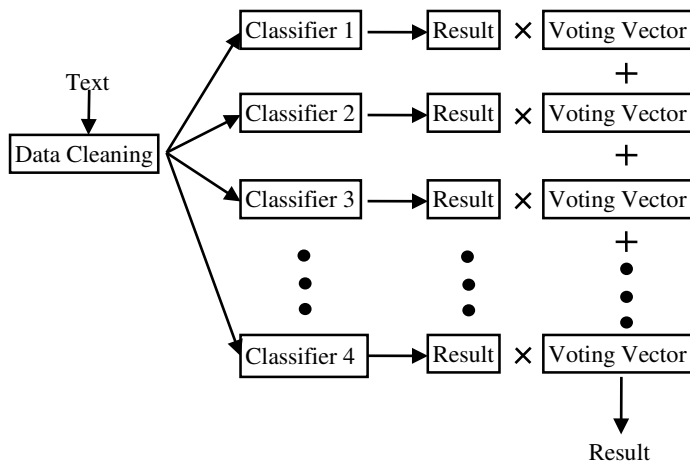 Classifier 1 Result × Voting Vector
+
Text
Classifier 2 Result × Voting Vector
Data Cleaning
+
Classifier 3 Result × Voting Vector
+
Classifier 4 Result × Voting Vector
Result